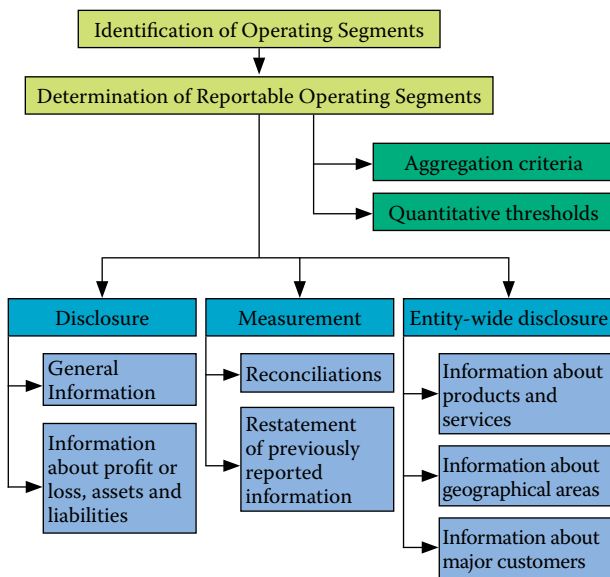 Identification of Operating Segments
Determination of Reportable Operating Segments
Aggregation criteria
Quantitative thresholds
Disclosure
General
Information
Information
about profit or
loss, assets and
liabilities
Measurement
Reconciliations
Restatement
of previously
reported
information
Entity-wide disclosure
Information about
products and
services
Information about
geographical areas
Information about
major customers